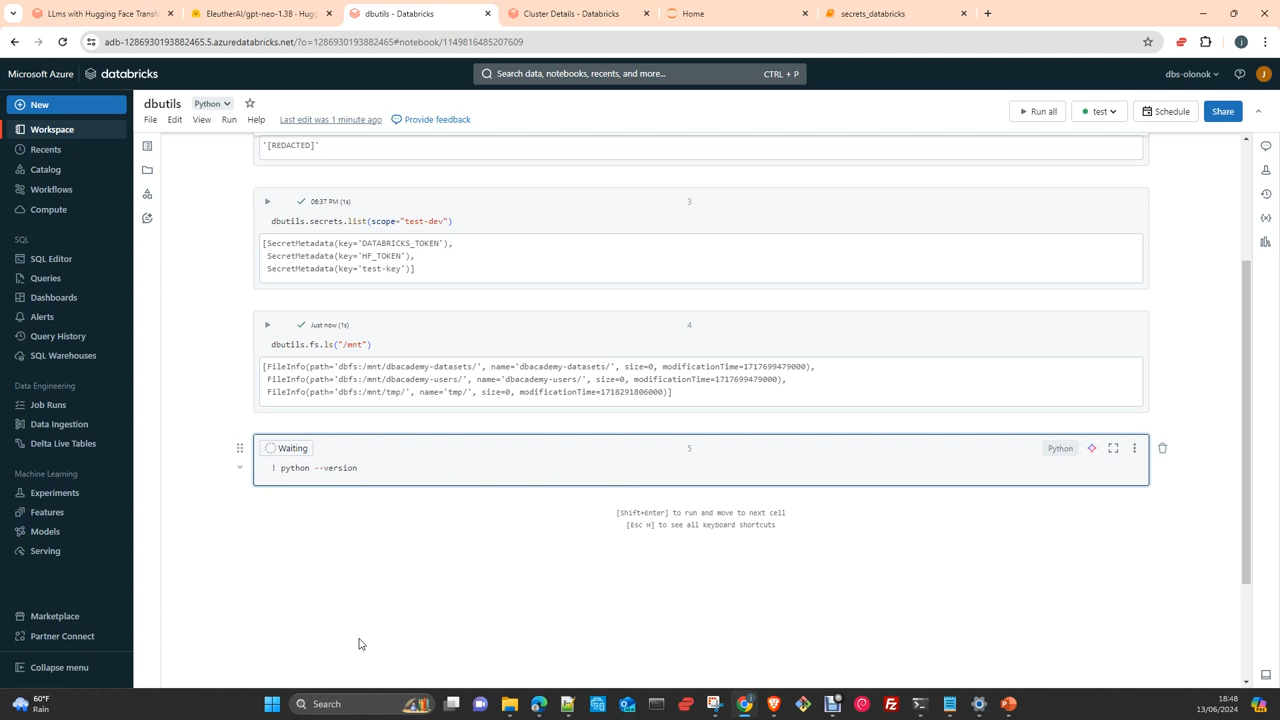 LLms with Hugging Face Transf
EleutherAI/gpt-neo-1.3B · Hugg
dbutils - Databricks
Cluster Details - Databricks
Home
secrets_databricks
adb-1286930193882465.5.azuredatabricks.net/?o=1286930193882465#notebook/1149816485207609
Microsoft Azure
databricks
Search data, notebooks, recents, and more...
CTRL + P
dbs-olonok
J
New
Workspace
Recents
Catalog
Workflows
Compute
SQL
SQL Editor
Queries
Dashboards
Alerts
Query History
SQL Warehouses
Data Engineering
Job Runs
Data Ingestion
Delta Live Tables
Machine Learning
Experiments
Features
Models
Serving
Marketplace
Partner Connect
Collapse menu
dbutils
Python
File
Edit
View
Run
Help
Last edit was 1 minute ago
Provide feedback
Run all
test
Schedule
Share
'[REDACTED]'
06:37 PM (1s)
3
dbutils.secrets.list(scope="test-dev")
[SecretMetadata(key='DATABRICKS_TOKEN'),
SecretMetadata(key='HF_TOKEN'),
SecretMetadata(key='test-key')]
Just now (1s)
4
dbutils.fs.ls("/mnt")
[FileInfo(path='dbfs:/mnt/dbacademy-datasets/', name='dbacademy-datasets/', size=0, modificationTime=1717699479000),
FileInfo(path='dbfs:/mnt/dbacademy-users/', name='dbacademy-users/', size=0, modificationTime=1717699479000),
FileInfo(path='dbfs:/mnt/tmp/', name='tmp/', size=0, modificationTime=1718291806000)]
Waiting
5
Python
! python --version
[Shift+Enter] to run and move to next cell
[Esc H] to see all keyboard shortcuts
60°F
Rain
Search
18:48
13/06/2024